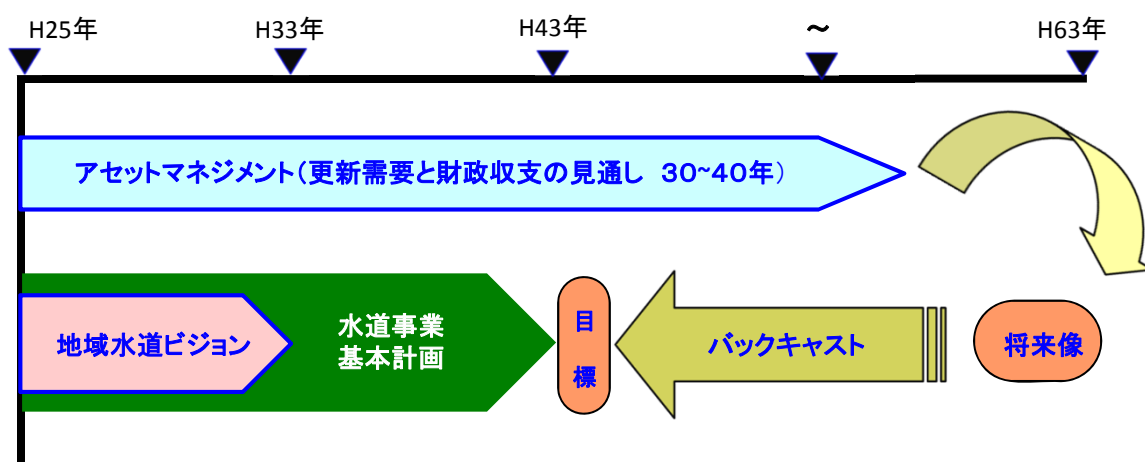 H25年 H33年 H43年 ～ H63年
アセットマネジメント（更新需要と財政収支の見通し 30~40年）
地域水道ビジョン
水道事業
基本計画
目
標
バックキャスト
将来像